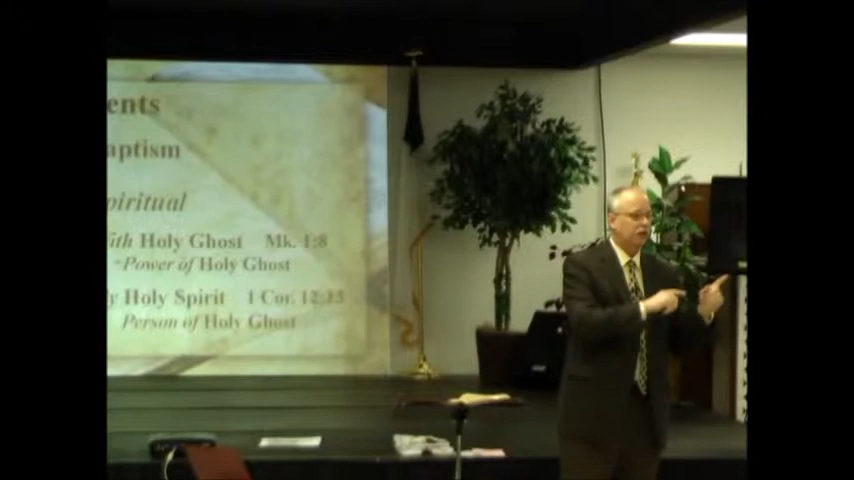 ents
aptism
piritual
ith Holy Ghost Mk. 1:8
Power of Holy Ghost
y Holy Spirit 1 Cor. 12:13
Person of Holy Ghost